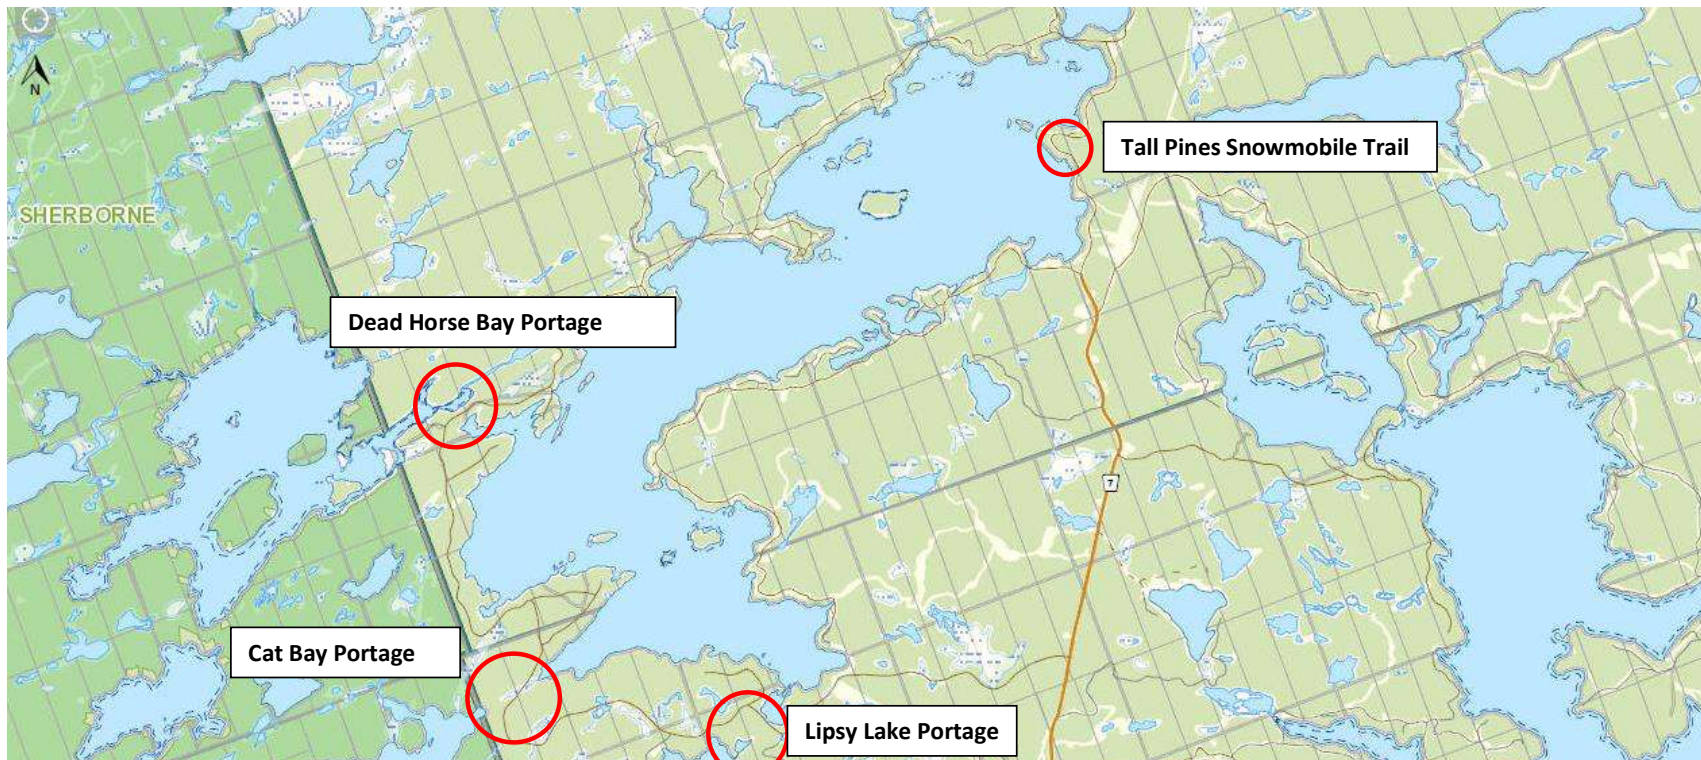 N
Tall Pines Snowmobile Trail
SHERBORNE
Dead Horse Bay Portage
7
Cat Bay Portage
Lipsy Lake Portage